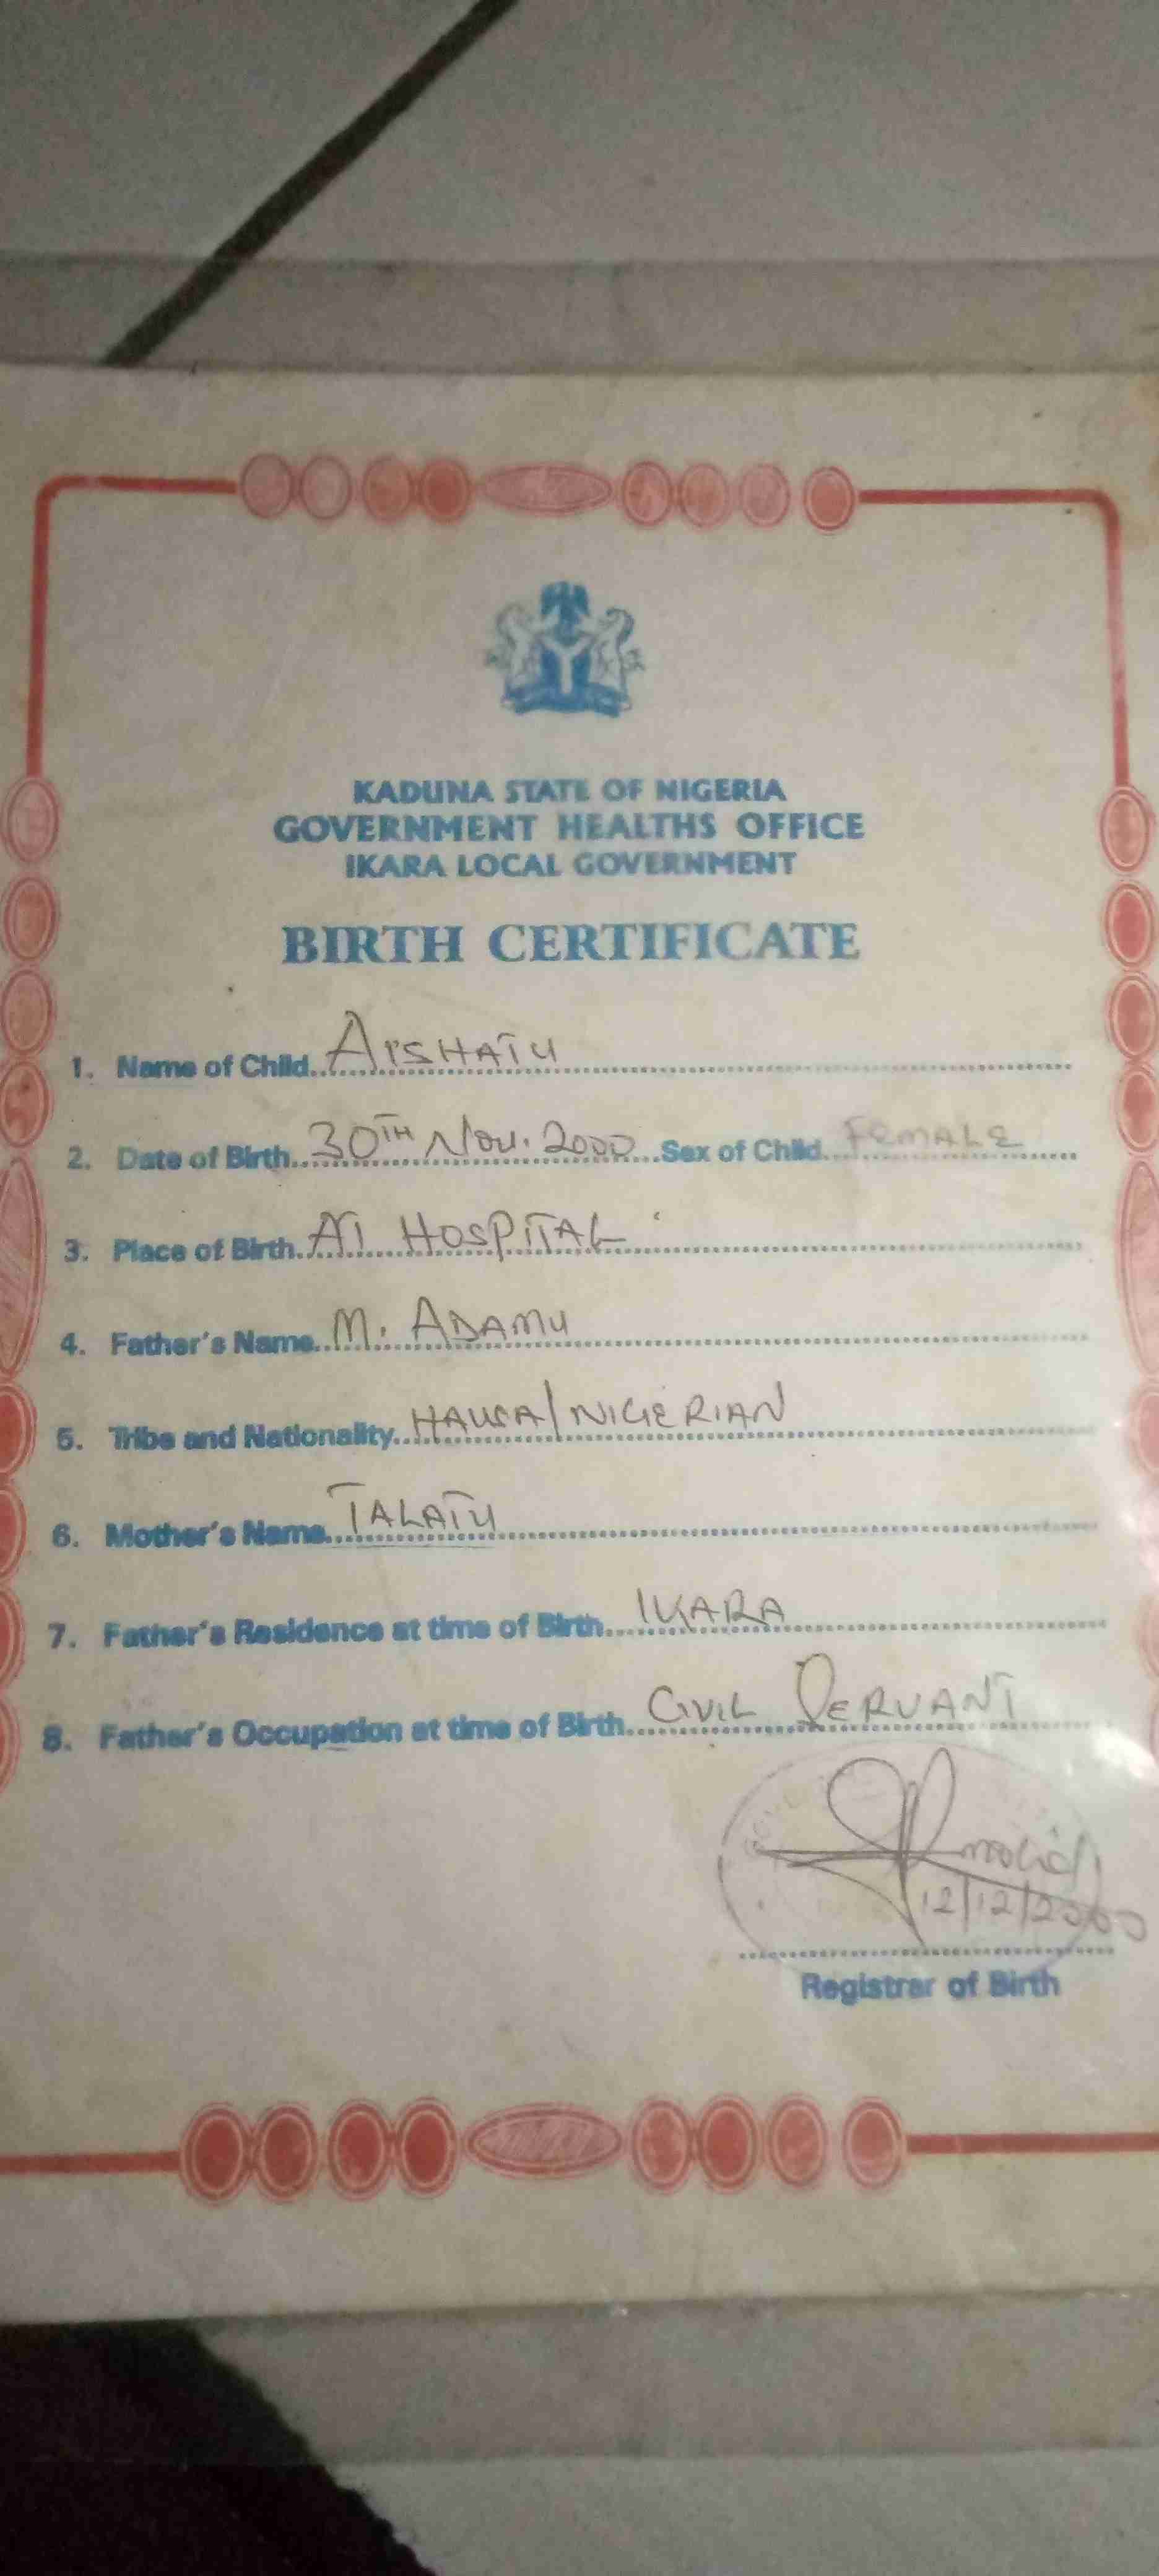 KADUNA STATE OF NIGERIA
GOVERNMENT HEALTHS OFFICE
IKARA LOCAL GOVERNMENT
BIRTH CERTIFICATE
1. Name of Child AISHATU
2. Date of Birth 30TH Nov. 2000 Sex of Child FEMALE
3. Place of Birth AT HOSPITAL
4. Father's Name M. ADAMU
5. Tribe and Nationality HAUSA/NIGERIAN
6. Mother's Name TALATU
7. Father's Residence at time of Birth IKARA
8. Father's Occupation at time of Birth CIVIL SERVANT
12/12/2000
Registrar of Birth